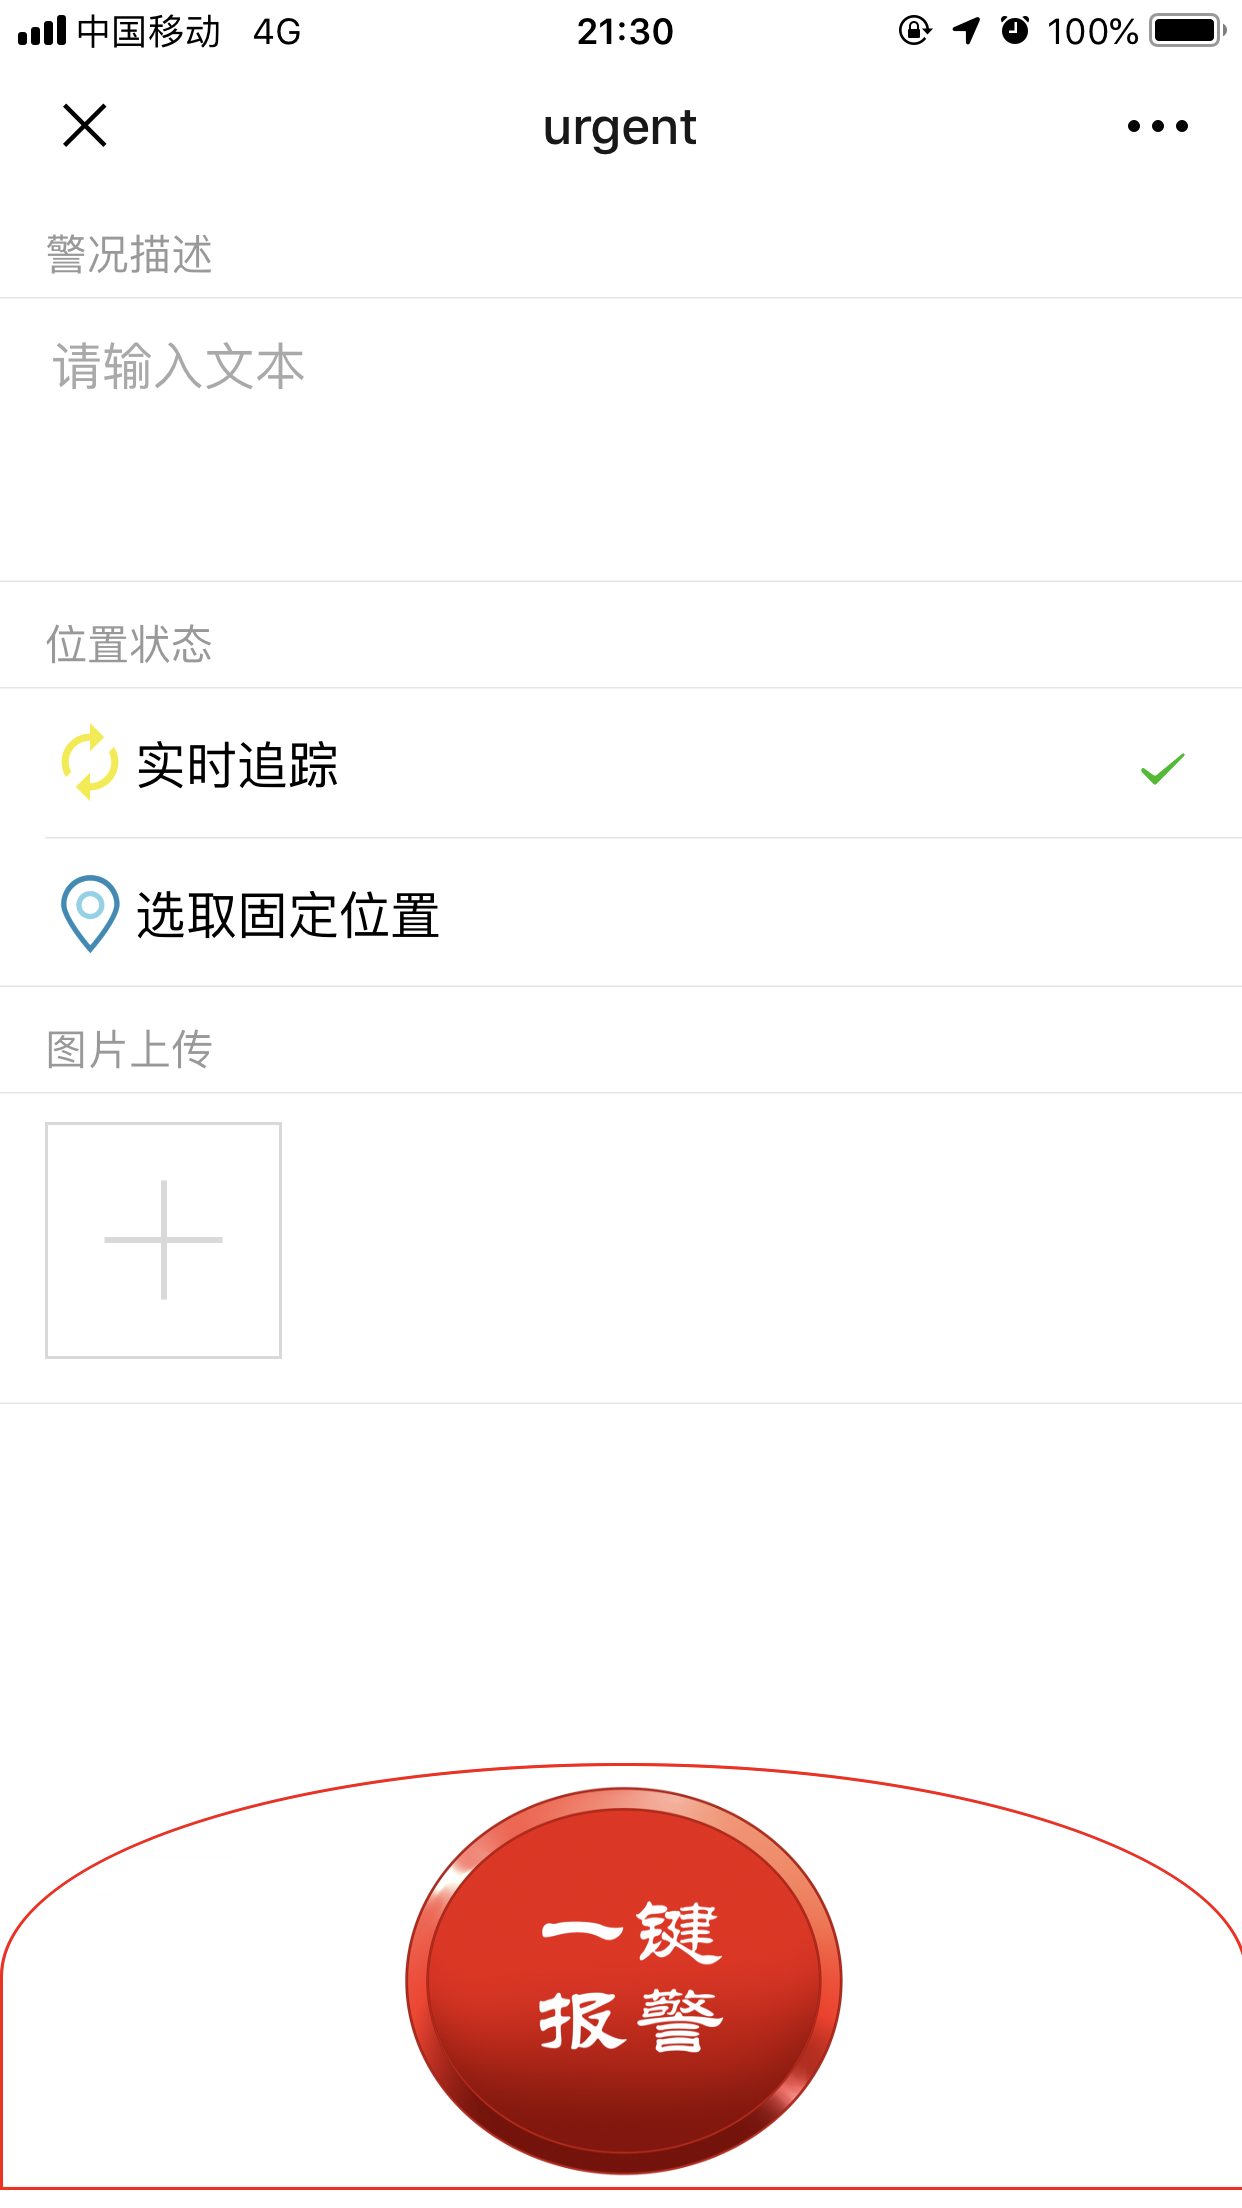 中国移动 4G 21:30 100%
urgent
警况描述
请输入文本
位置状态
实时追踪
选取固定位置
图片上传
一键
报警